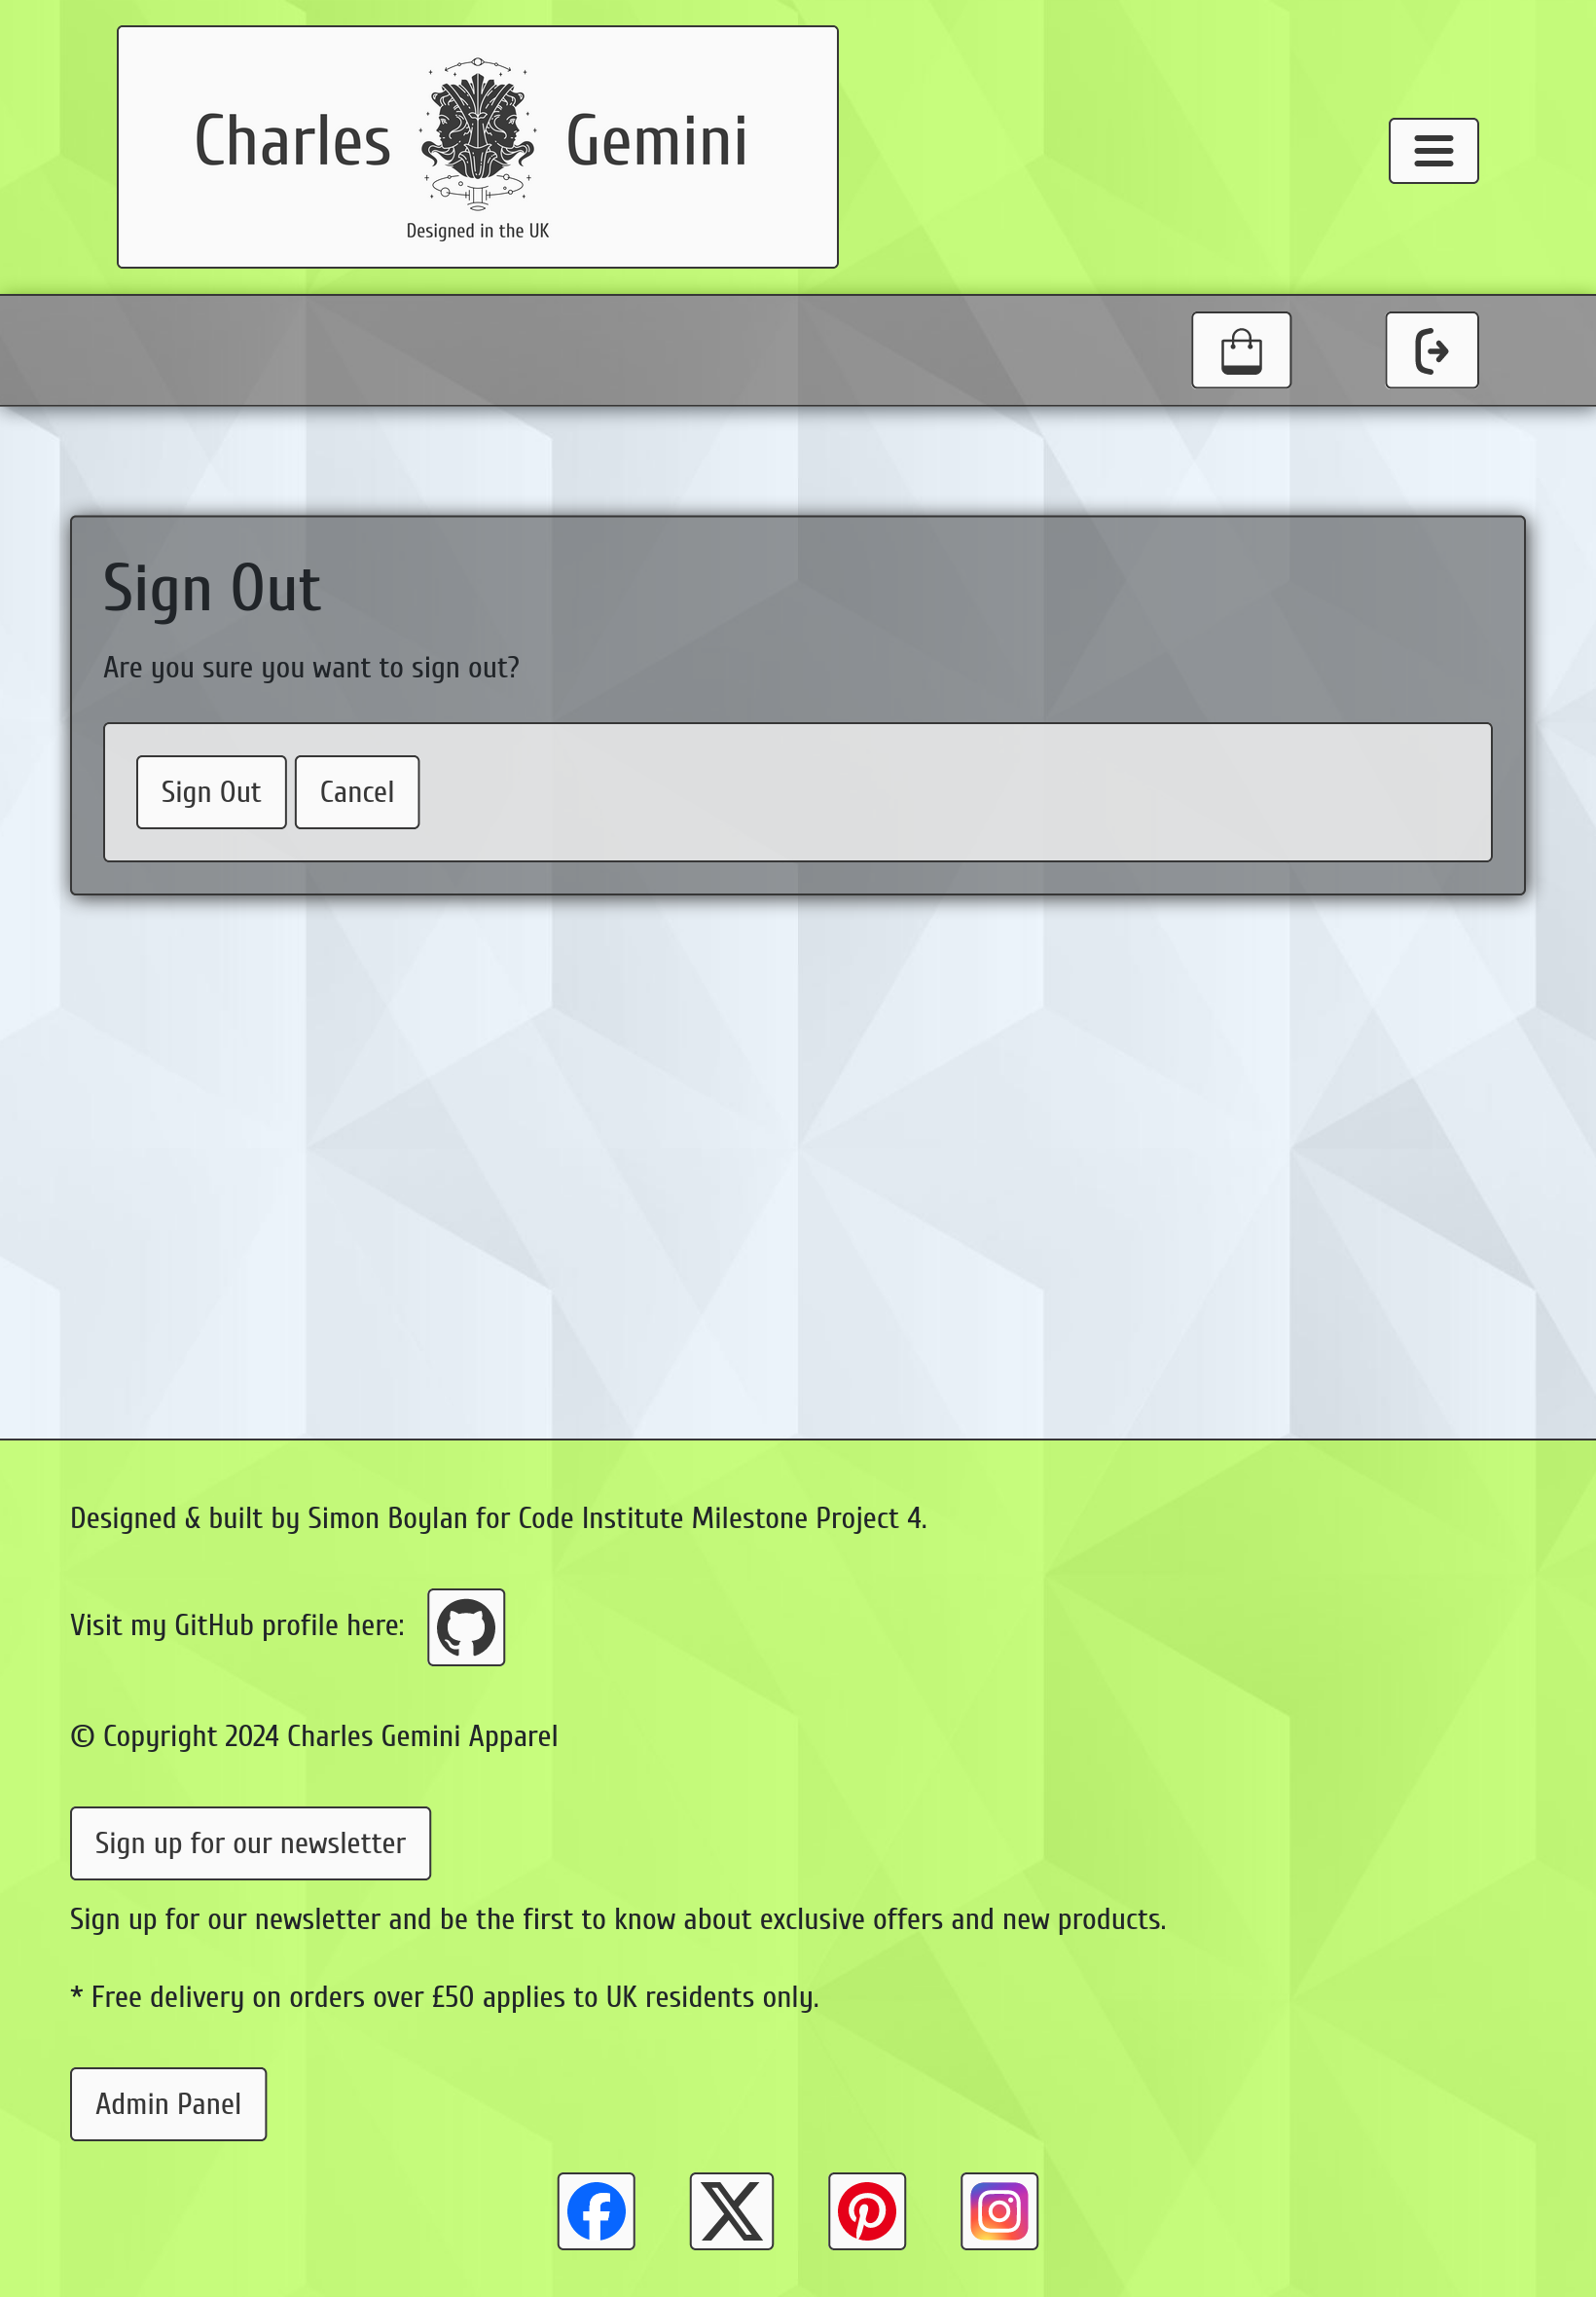 Charles Gemini
Designed in the UK
Sign Out
Are you sure you want to sign out?
Sign Out Cancel
Designed & built by Simon Boylan for Code Institute Milestone Project 4.
Visit my GitHub profile here:
© Copyright 2024 Charles Gemini Apparel
Sign up for our newsletter
Sign up for our newsletter and be the first to know about exclusive offers and new products.
* Free delivery on orders over £50 applies to UK residents only.
Admin Panel